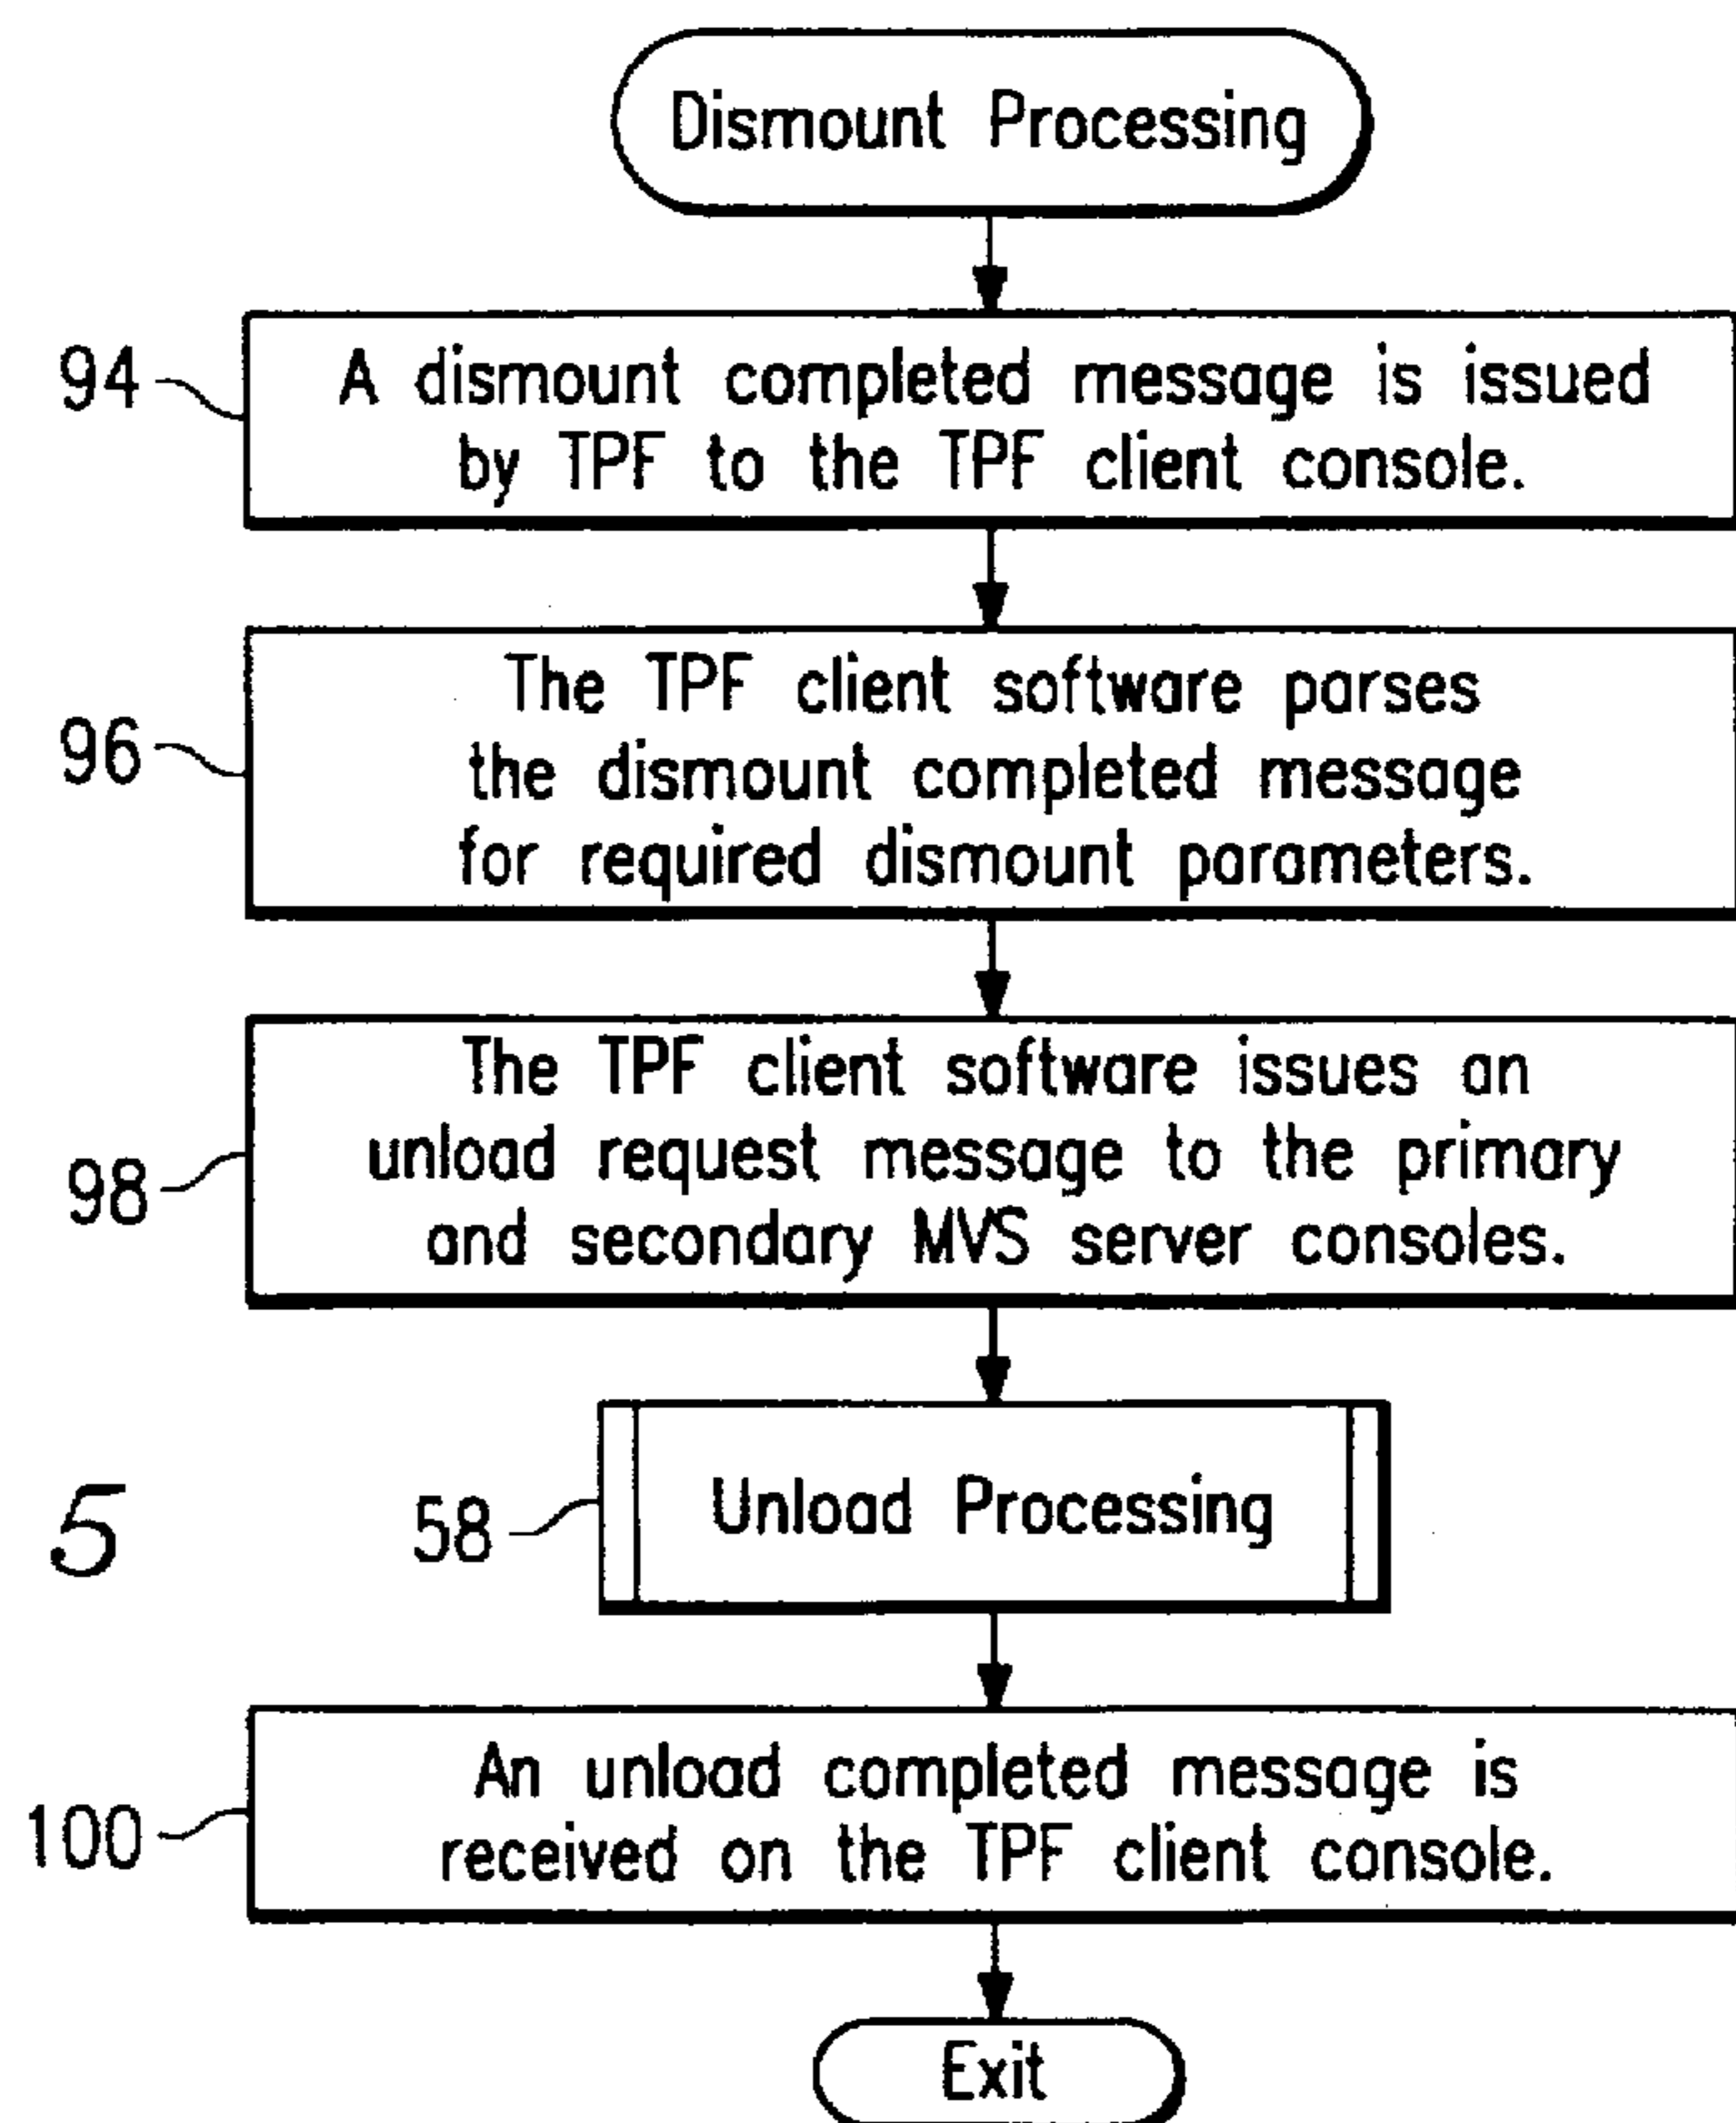 Dismount Processing
94
A dismount completed message is issued
by TPF to the TPF client console.
96
The TPF client software parses
the dismount completed message
for required dismount parameters.
98
The TPF client software issues an
unload request message to the primary
and secondary MVS server consoles.
5
58
Unload Processing
100
An unload completed message is
received on the TPF client console.
Exit